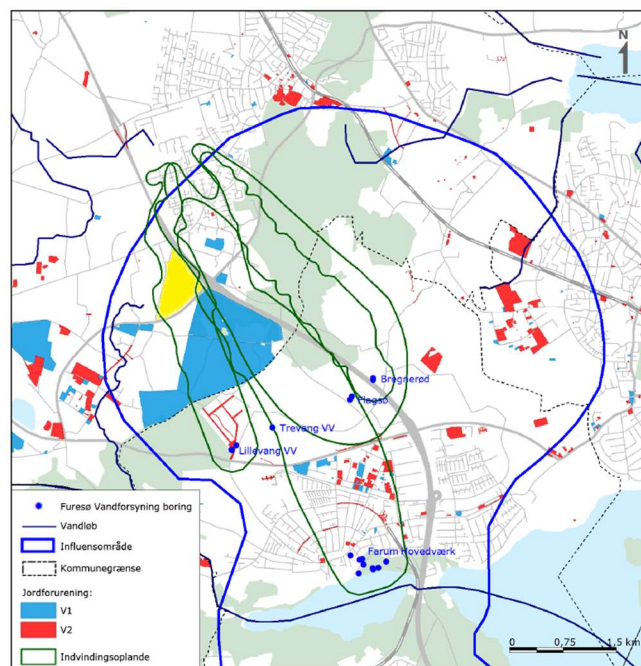 N
Bregnerød
Hegsø
Trevang VV
Lillevang VV
Farum Hovedværk
Furesø Vandforsyning boring
Vandløb
Influensområde
Kommunegrænse
Jordforurening:
V1
V2
Indvindingsoplande
0 0,75 1,5 km